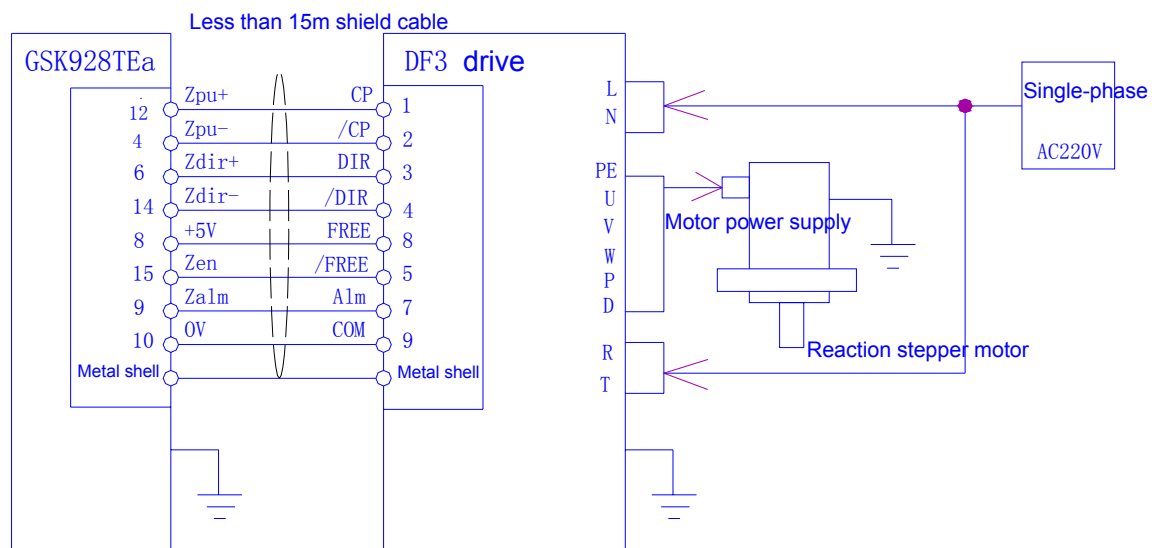 Less than 15m shield cable
GSK928TEa
DF3 drive
12 Zpu+ CP 1
4 Zpu- /CP 2
6 Zdir+ DIR 3
14 Zdir- /DIR 4
8 +5V FREE 8
15 Zen /FREE 5
9 Zalm Alm 7
10 0V COM 9
Metal shell Metal shell
L
N
PE
U
V
W
P
D
R
T
Motor power supply
Reaction stepper motor
Single-phase
AC220V